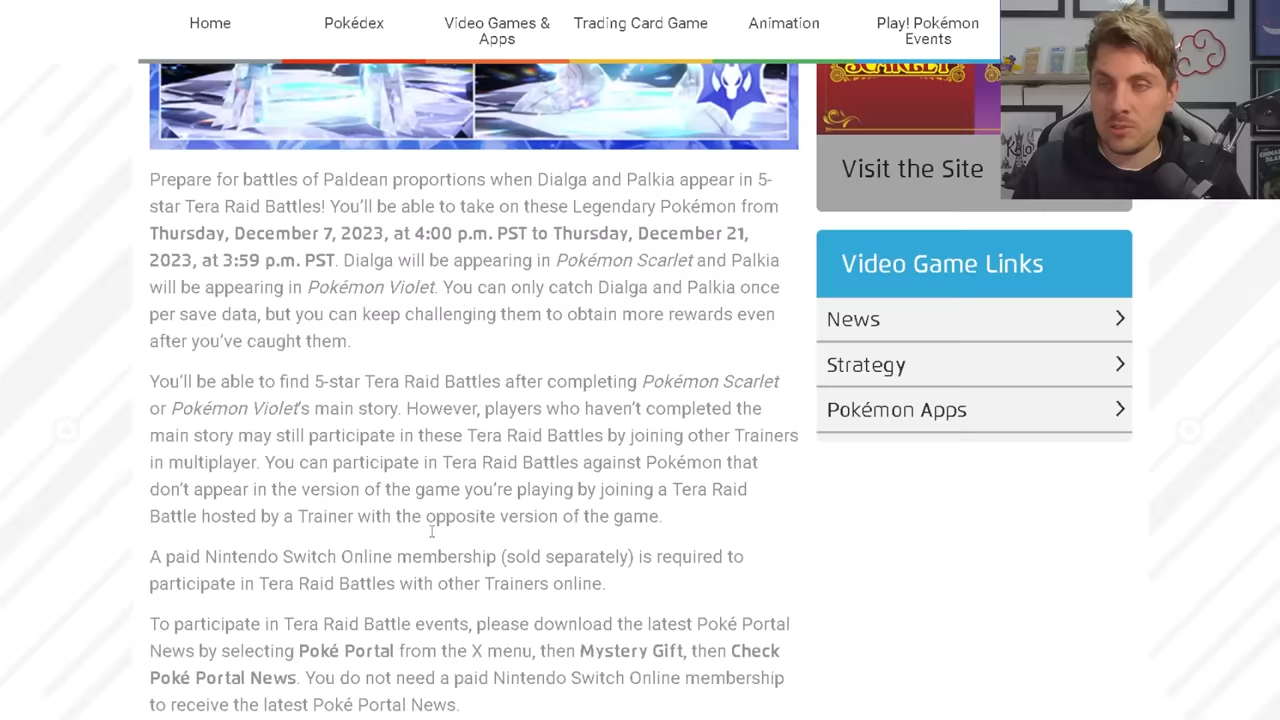 Home
Pokédex
Video Games &
Apps
Trading Card Game
Animation
Play! Pokémon
Events
SCARLET
Visit the Site
Prepare for battles of Paldean proportions when Dialga and Palkia appear in 5-
star Tera Raid Battles! You'll be able to take on these Legendary Pokémon from
Thursday, December 7, 2023, at 4:00 p.m. PST to Thursday, December 21,
2023, at 3:59 p.m. PST. Dialga will be appearing in Pokémon Scarlet and Palkia
will be appearing in Pokémon Violet. You can only catch Dialga and Palkia once
per save data, but you can keep challenging them to obtain more rewards even
after you've caught them.
You'll be able to find 5-star Tera Raid Battles after completing Pokémon Scarlet
or Pokémon Violet's main story. However, players who haven't completed the
main story may still participate in these Tera Raid Battles by joining other Trainers
in multiplayer. You can participate in Tera Raid Battles against Pokémon that
don't appear in the version of the game you're playing by joining a Tera Raid
Battle hosted by a Trainer with the opposite version of the game.
A paid Nintendo Switch Online membership (sold separately) is required to
participate in Tera Raid Battles with other Trainers online.
To participate in Tera Raid Battle events, please download the latest Poké Portal
News by selecting Poké Portal from the X menu, then Mystery Gift, then Check
Poké Portal News. You do not need a paid Nintendo Switch Online membership
to receive the latest Poké Portal News.
Video Game Links
News
Strategy
Pokémon Apps